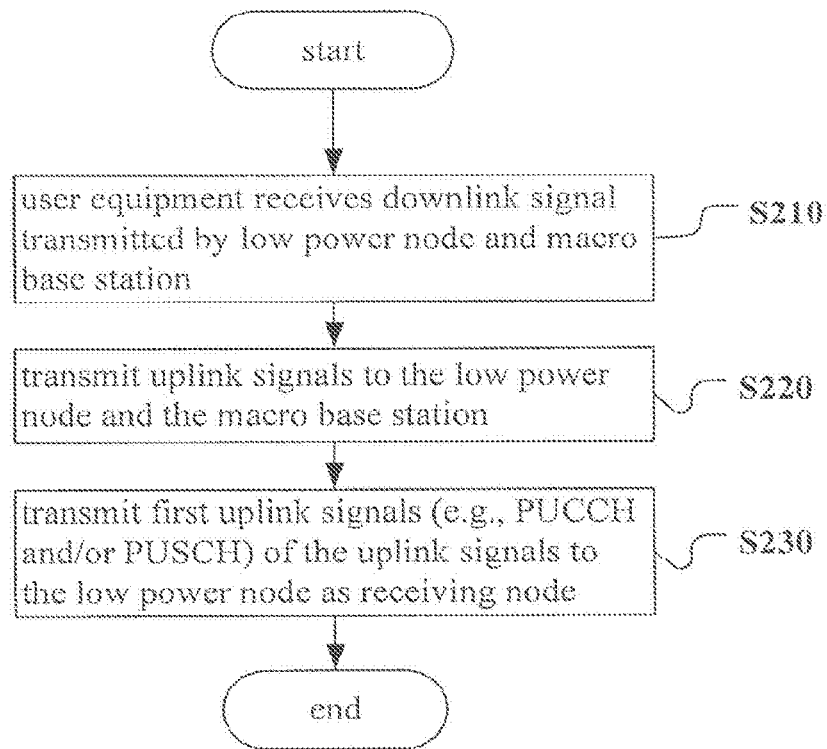 start
user equipment receives downlink signal
transmitted by low power node and macro
base station
S210
transmit uplink signals to the low power
node and the macro base station
S220
transmit first uplink signals (e.g., PUCCH
and/or PUSCH) of the uplink signals to
the low power node as receiving node
S230
end